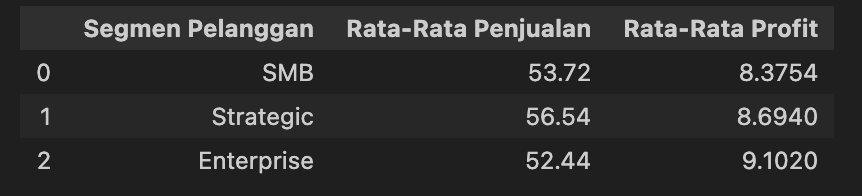 Segmen Pelanggan Rata-Rata Penjualan Rata-Rata Profit
0 SMB 53.72 8.3754
1 Strategic 56.54 8.6940
2 Enterprise 52.44 9.1020